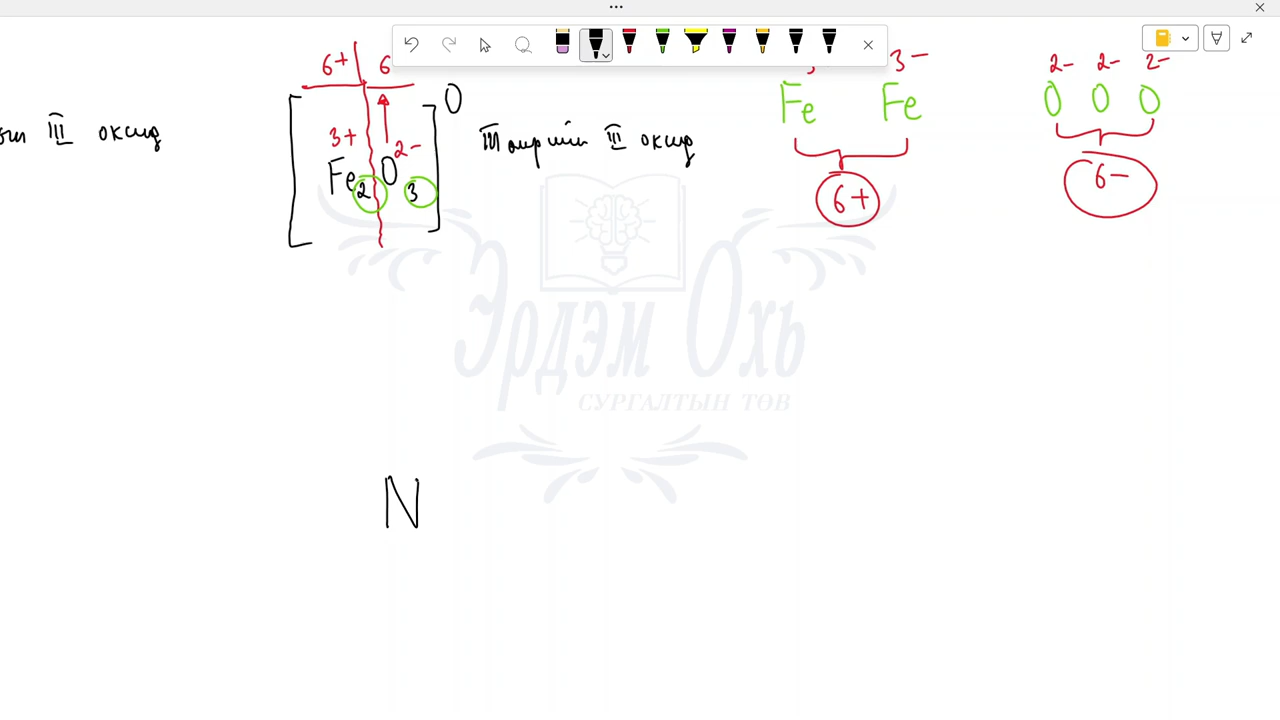 6+ 6
3+ 2-
[Fe2O3]0
III оксид
Төмрийн III оксид
3 3-
Fe Fe
6+
2- 2- 2-
O O O
6-
Эрдэм Охь
СУРГАЛТЫН ТӨВ
N